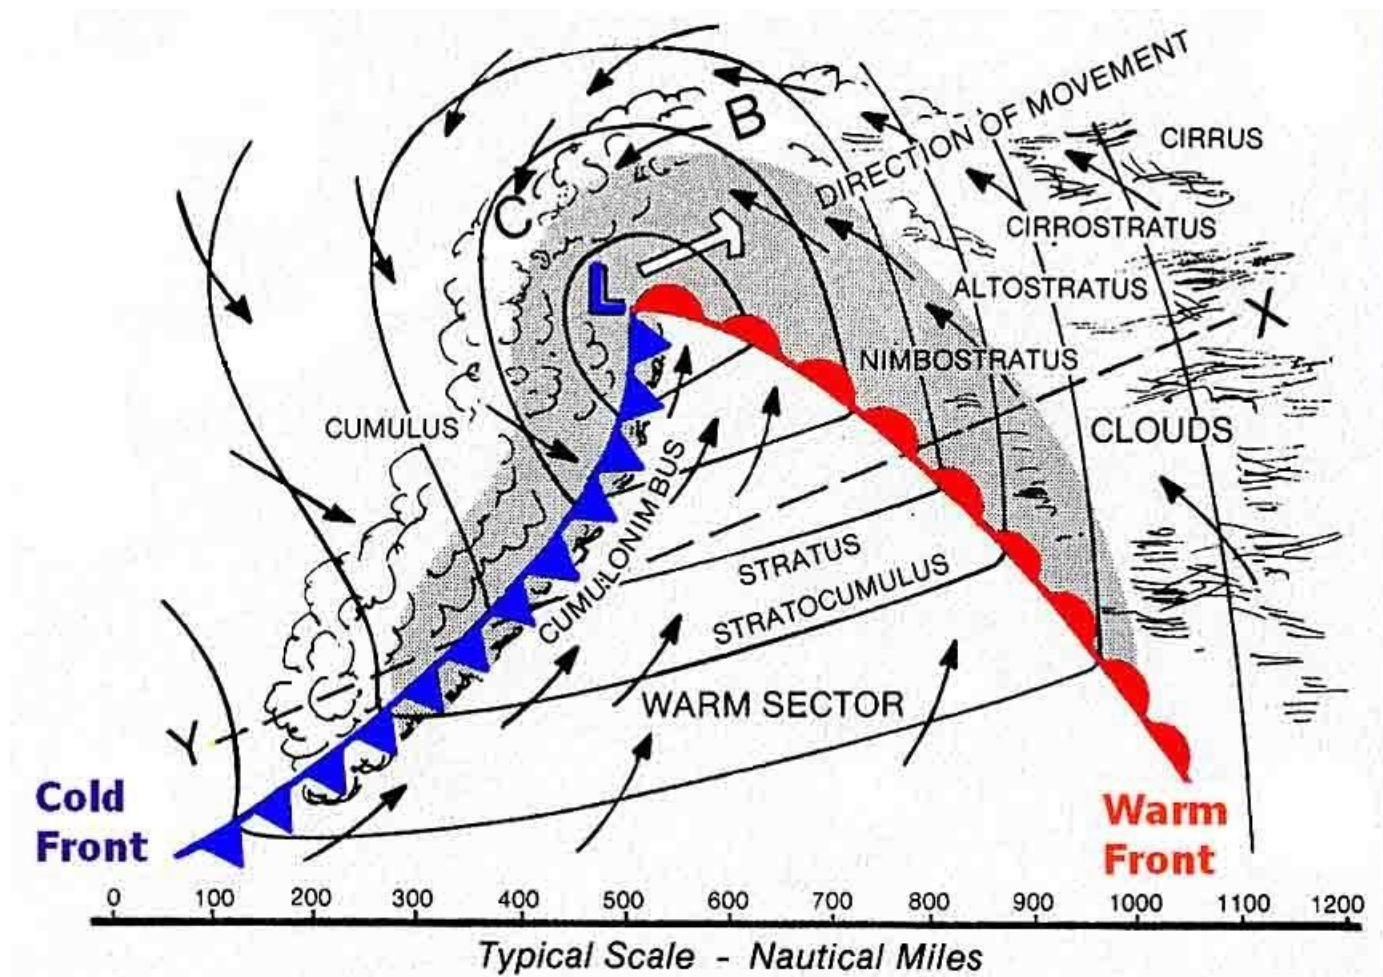 B
DIRECTION OF MOVEMENT
CIRRUS
C
CIRROSTRATUS
L
ALTOSTRATUS
X
NIMBOSTRATUS
CUMULUS
CLOUDS
CUMULONIMBUS
STRATUS
STRATOCUMULUS
WARM SECTOR
Y
Cold
Front
Warm
Front
0 100 200 300 400 500 600 700 800 900 1000 1100 1200
Typical Scale - Nautical Miles